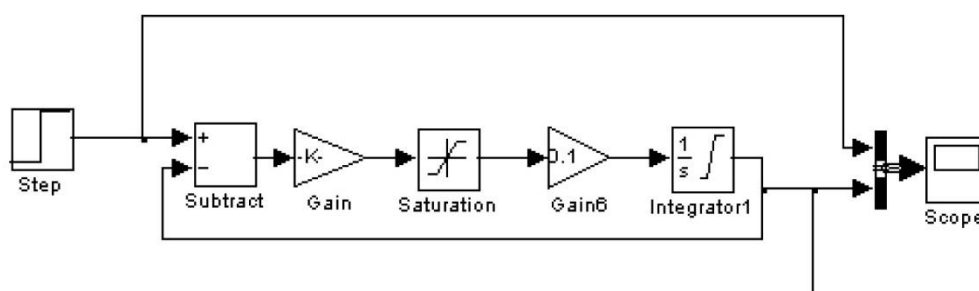 Step
+
−
Subtract
-K-
Gain
Saturation
0.1
Gain6
1
s
Integrator1
Scope